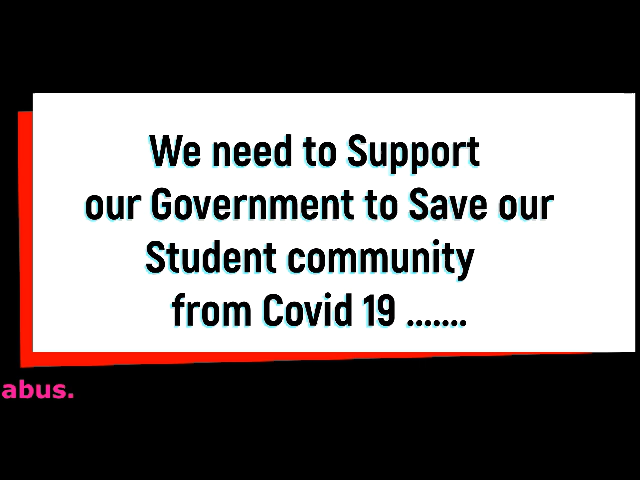 We need to Support
our Government to Save our
Student community
from Covid 19 .......
abus.